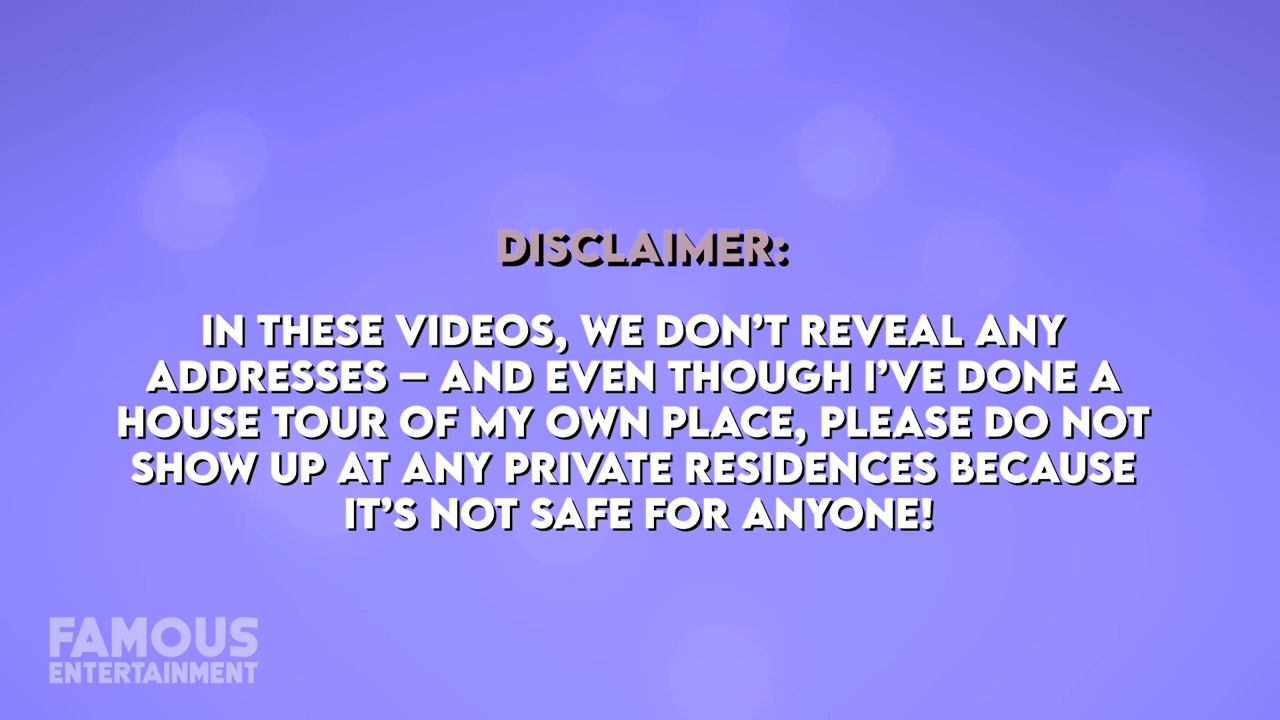 DISCLAIMER:
IN THESE VIDEOS, WE DON'T REVEAL ANY
ADDRESSES – AND EVEN THOUGH I'VE DONE A
HOUSE TOUR OF MY OWN PLACE, PLEASE DO NOT
SHOW UP AT ANY PRIVATE RESIDENCES BECAUSE
IT'S NOT SAFE FOR ANYONE!
FAMOUS
ENTERTAINMENT